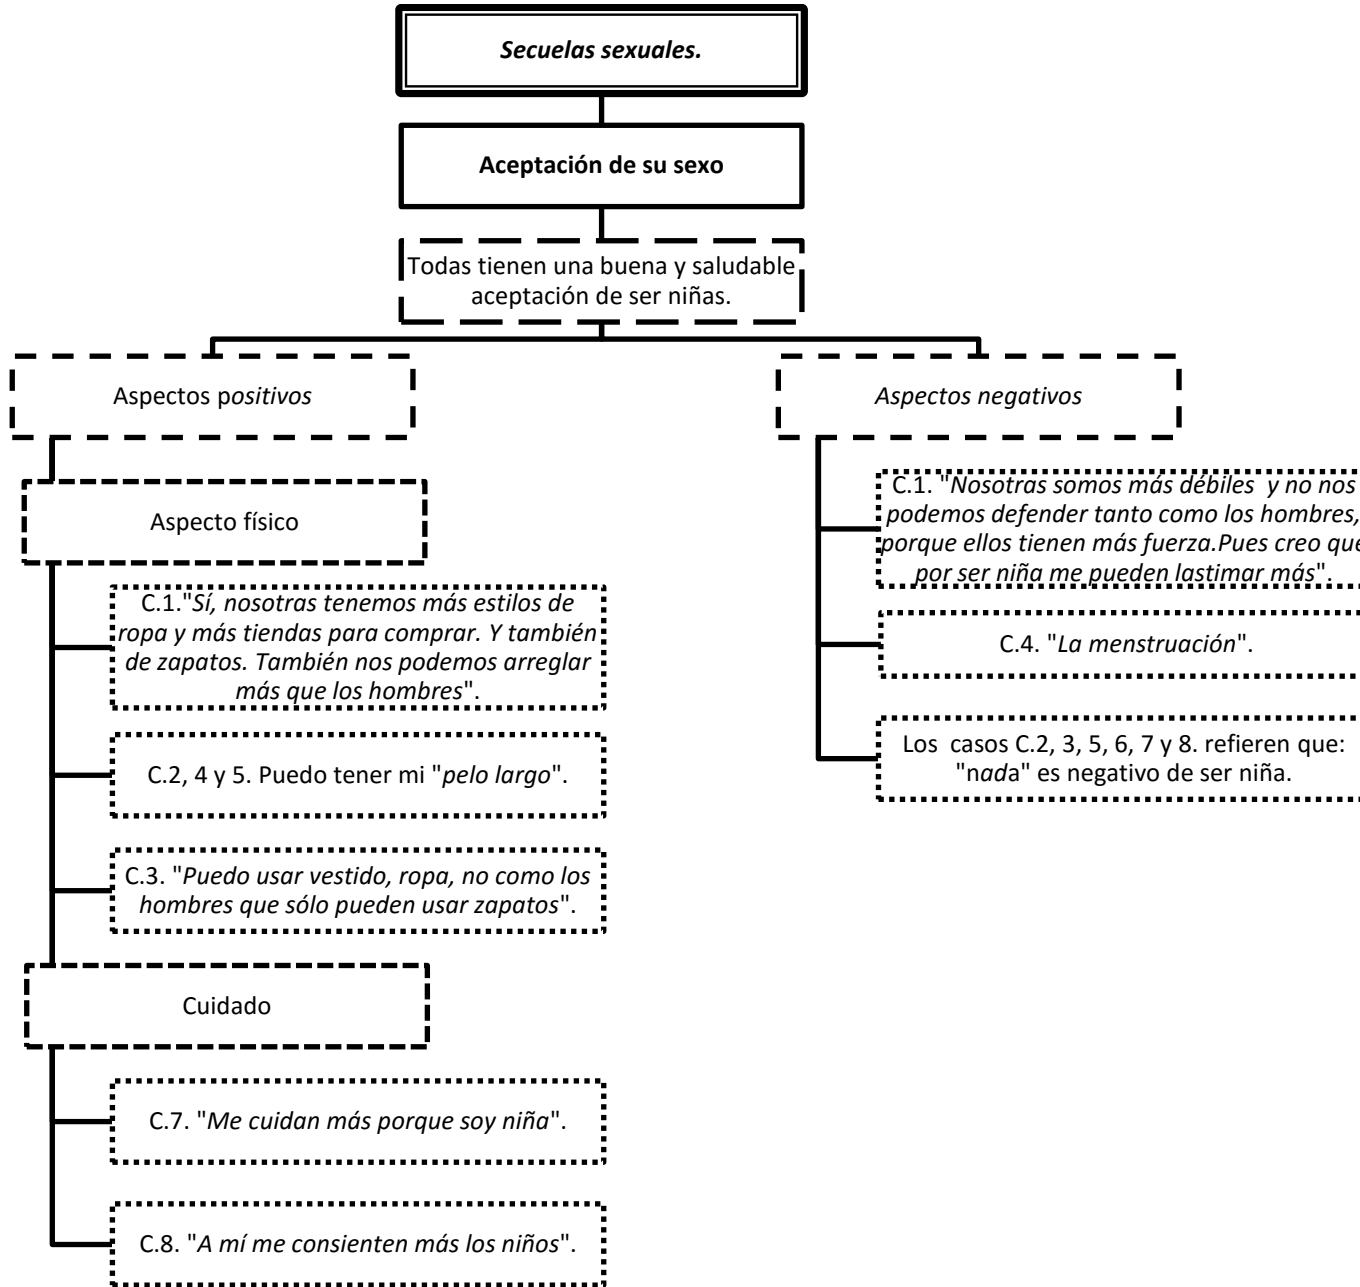 Secuelas sexuales.
Aceptación de su sexo
Todas tienen una buena y saludable
aceptación de ser niñas.
Aspectos positivos
Aspecto físico
C.1."Sí, nosotras tenemos más estilos de
ropa y más tiendas para comprar. Y también
de zapatos. También nos podemos arreglar
más que los hombres".
C.2, 4 y 5. Puedo tener mi "pelo largo".
C.3. "Puedo usar vestido, ropa, no como los
hombres que sólo pueden usar zapatos".
Cuidado
C.7. "Me cuidan más porque soy niña".
C.8. "A mí me consienten más los niños".
Aspectos negativos
C.1. "Nosotras somos más débiles  y no nos
podemos defender tanto como los hombres,
porque ellos tienen más fuerza.Pues creo que
por ser niña me pueden lastimar más".
C.4. "La menstruación".
Los  casos C.2, 3, 5, 6, 7 y 8. refieren que:
"nada" es negativo de ser niña.